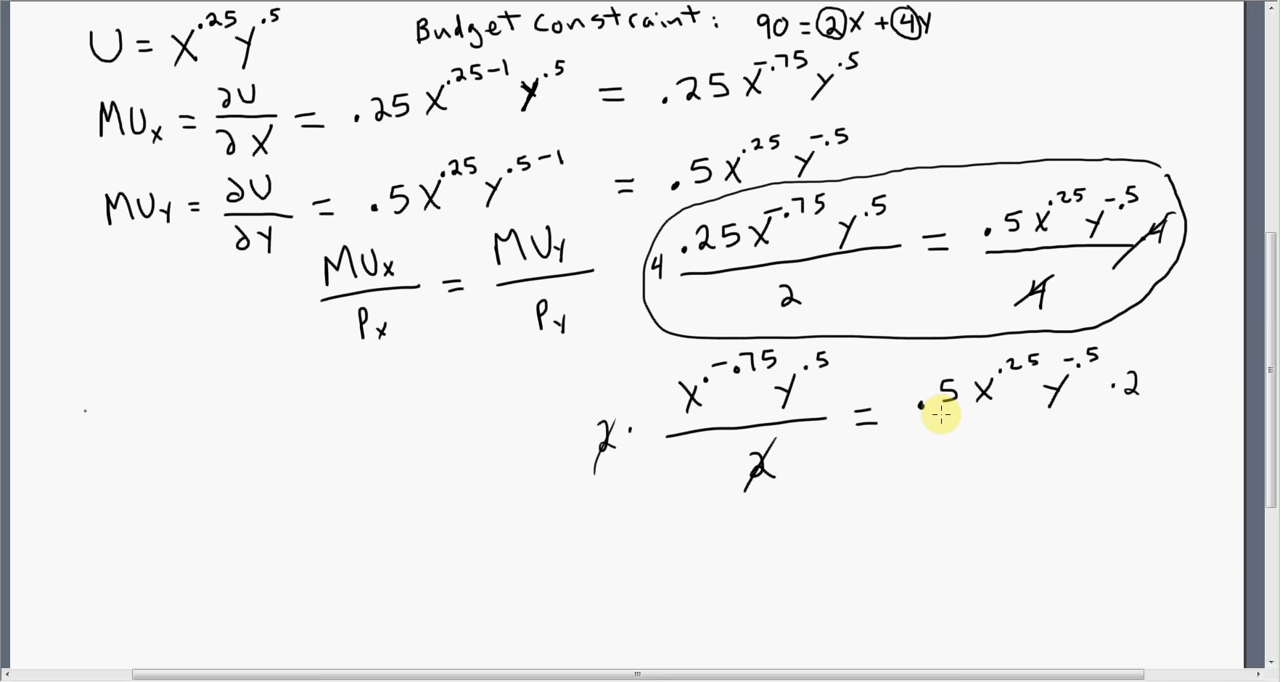 U = X^.25 Y^.5 Budget Constraint: 90 = 2X + 4Y
MUx = ∂U/∂X = .25 X^.25-1 Y^.5 = .25 X^-.75 Y^.5
MUy = ∂U/∂Y = .5 X^.25 Y^.5-1 = .5 X^.25 Y^-.5
MUx/Px = MUy/Py 4 .25 X^-.75 Y^.5 / 2 = .5 X^.25 Y^-.5 / 4 4
2 · X^.-.75 Y^.5 / 2 = .5 X^.25 Y^-.5 · 2